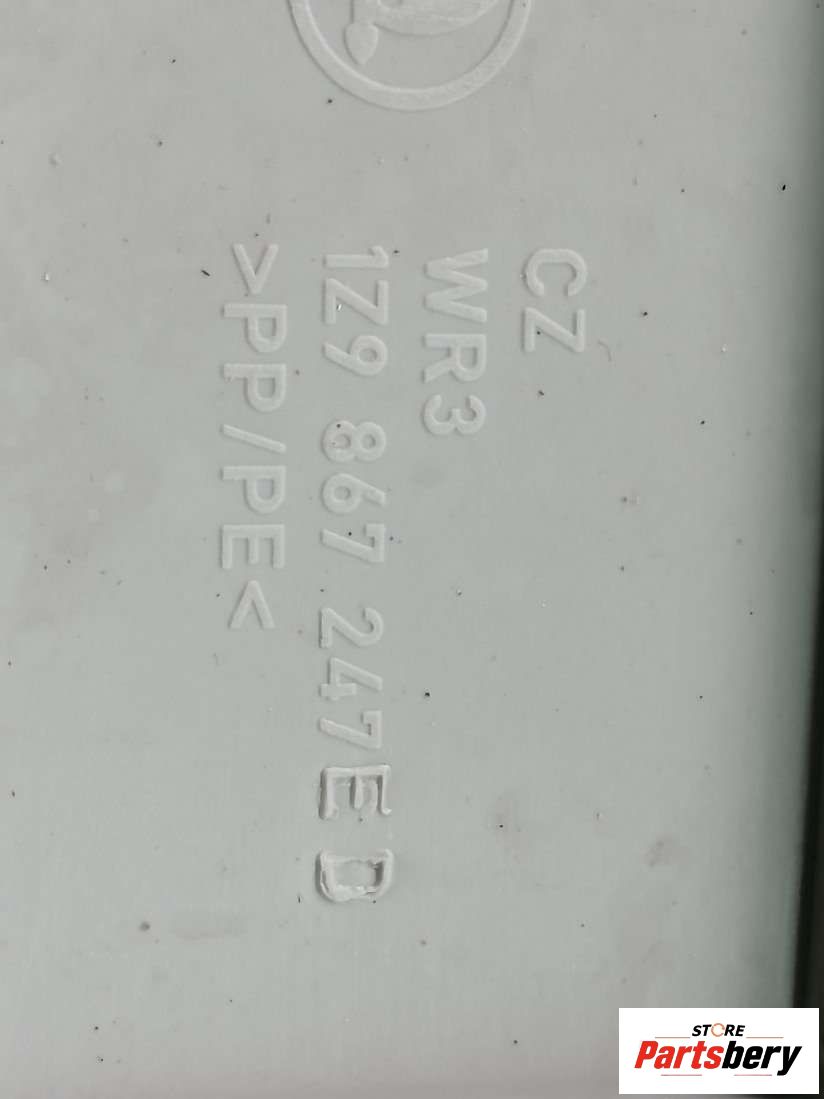 CZ
WR3
1Z9 867 247E D
>PP/PE<
STORE
Partsbery